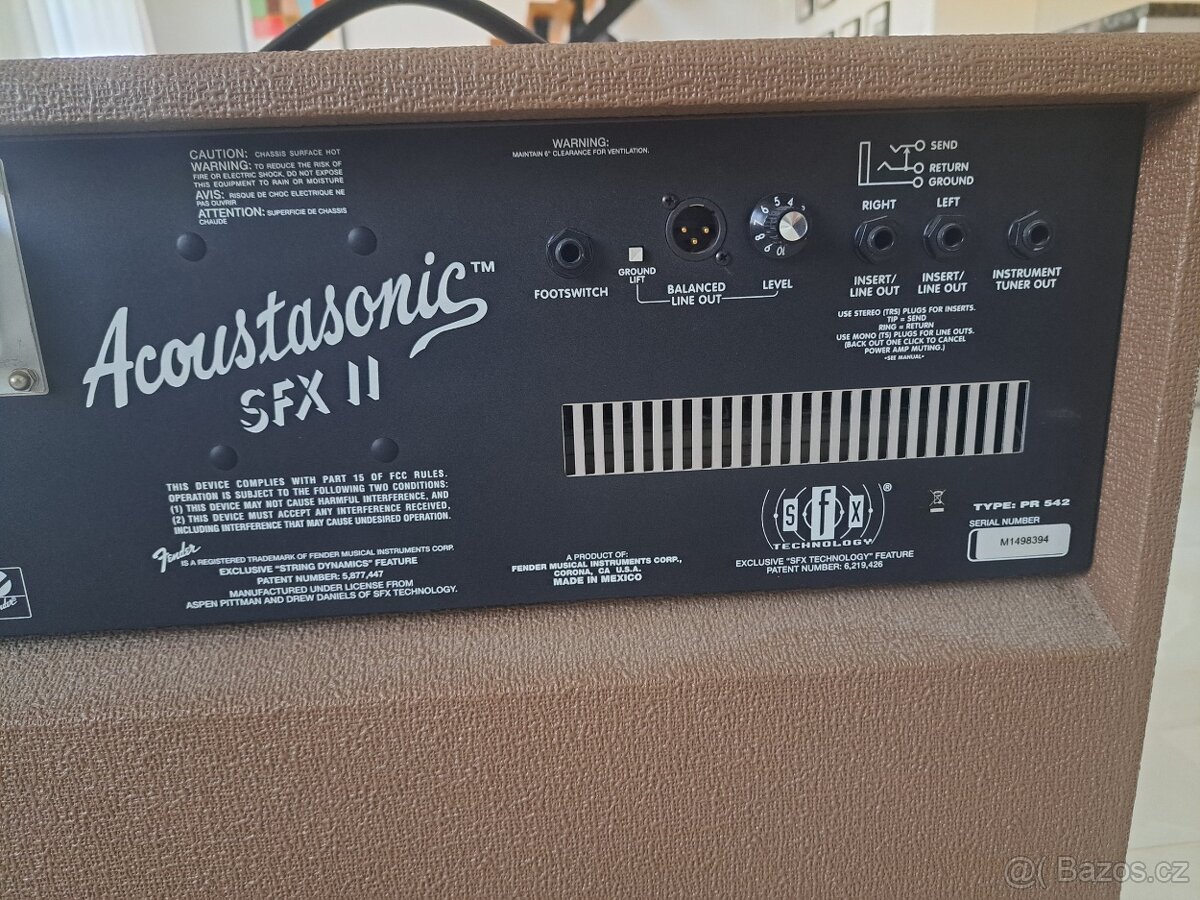 CAUTION: CHASSIS SURFACE HOT
WARNING: TO REDUCE THE RISK OF
FIRE OR ELECTRIC SHOCK, DO NOT EXPOSE
THIS EQUIPMENT TO RAIN OR MOISTURE
AVIS: RISQUE DE CHOC ELECTRIQUE NE
PAS OUVRIR
ATTENTION: SUPERFICIE DE CHASSIS
CHAUDE
WARNING:
MAINTAIN 6" CLEARANCE FOR VENTILATION.
SEND
RETURN
GROUND
RIGHT
LEFT
FOOTSWITCH
GROUND
LIFT
BALANCED
LINE OUT
4
5
6
7
8
9
10
LEVEL
INSERT/
LINE OUT
INSERT/
LINE OUT
INSTRUMENT
TUNER OUT
USE STEREO (TRS) PLUGS FOR INSERTS.
TIP = SEND
RING = RETURN
USE MONO (TS) PLUGS FOR LINE OUTS.
(BACK OUT ONE CLICK TO CANCEL
POWER AMP MUTING.)
*SEE MANUAL*
Acoustasonic™
SFX II
THIS DEVICE COMPLIES WITH PART 15 OF FCC RULES.
OPERATION IS SUBJECT TO THE FOLLOWING TWO CONDITIONS:
(1) THIS DEVICE MAY NOT CAUSE HARMFUL INTERFERENCE, AND
(2) THIS DEVICE MUST ACCEPT ANY INTERFERENCE RECEIVED,
INCLUDING INTERFERENCE THAT MAY CAUSE UNDESIRED OPERATION.
Fender IS A REGISTERED TRADEMARK OF FENDER MUSICAL INSTRUMENTS CORP.
EXCLUSIVE "STRING DYNAMICS" FEATURE
PATENT NUMBER: 5,877,447
MANUFACTURED UNDER LICENSE FROM
ASPEN PITTMAN AND DREW DANIELS OF SFX TECHNOLOGY.
A PRODUCT OF:
FENDER MUSICAL INSTRUMENTS CORP.,
CORONA, CA U.S.A.
MADE IN MEXICO
SfX®
TECHNOLOGY
EXCLUSIVE "SFX TECHNOLOGY" FEATURE
PATENT NUMBER: 6,219,426
TYPE: PR 542
SERIAL NUMBER
M1498394
Bazos.cz